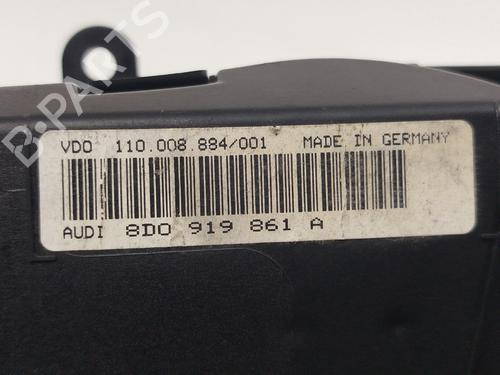 B-PARTS
VDO 110.008.884/001 MADE IN GERMANY
AUDI 8D0 919 861 A